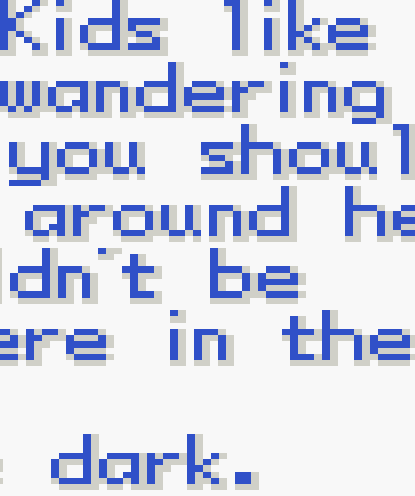 Kids like
wandering
you shoul
around he
dn't be
ere in the
dark.